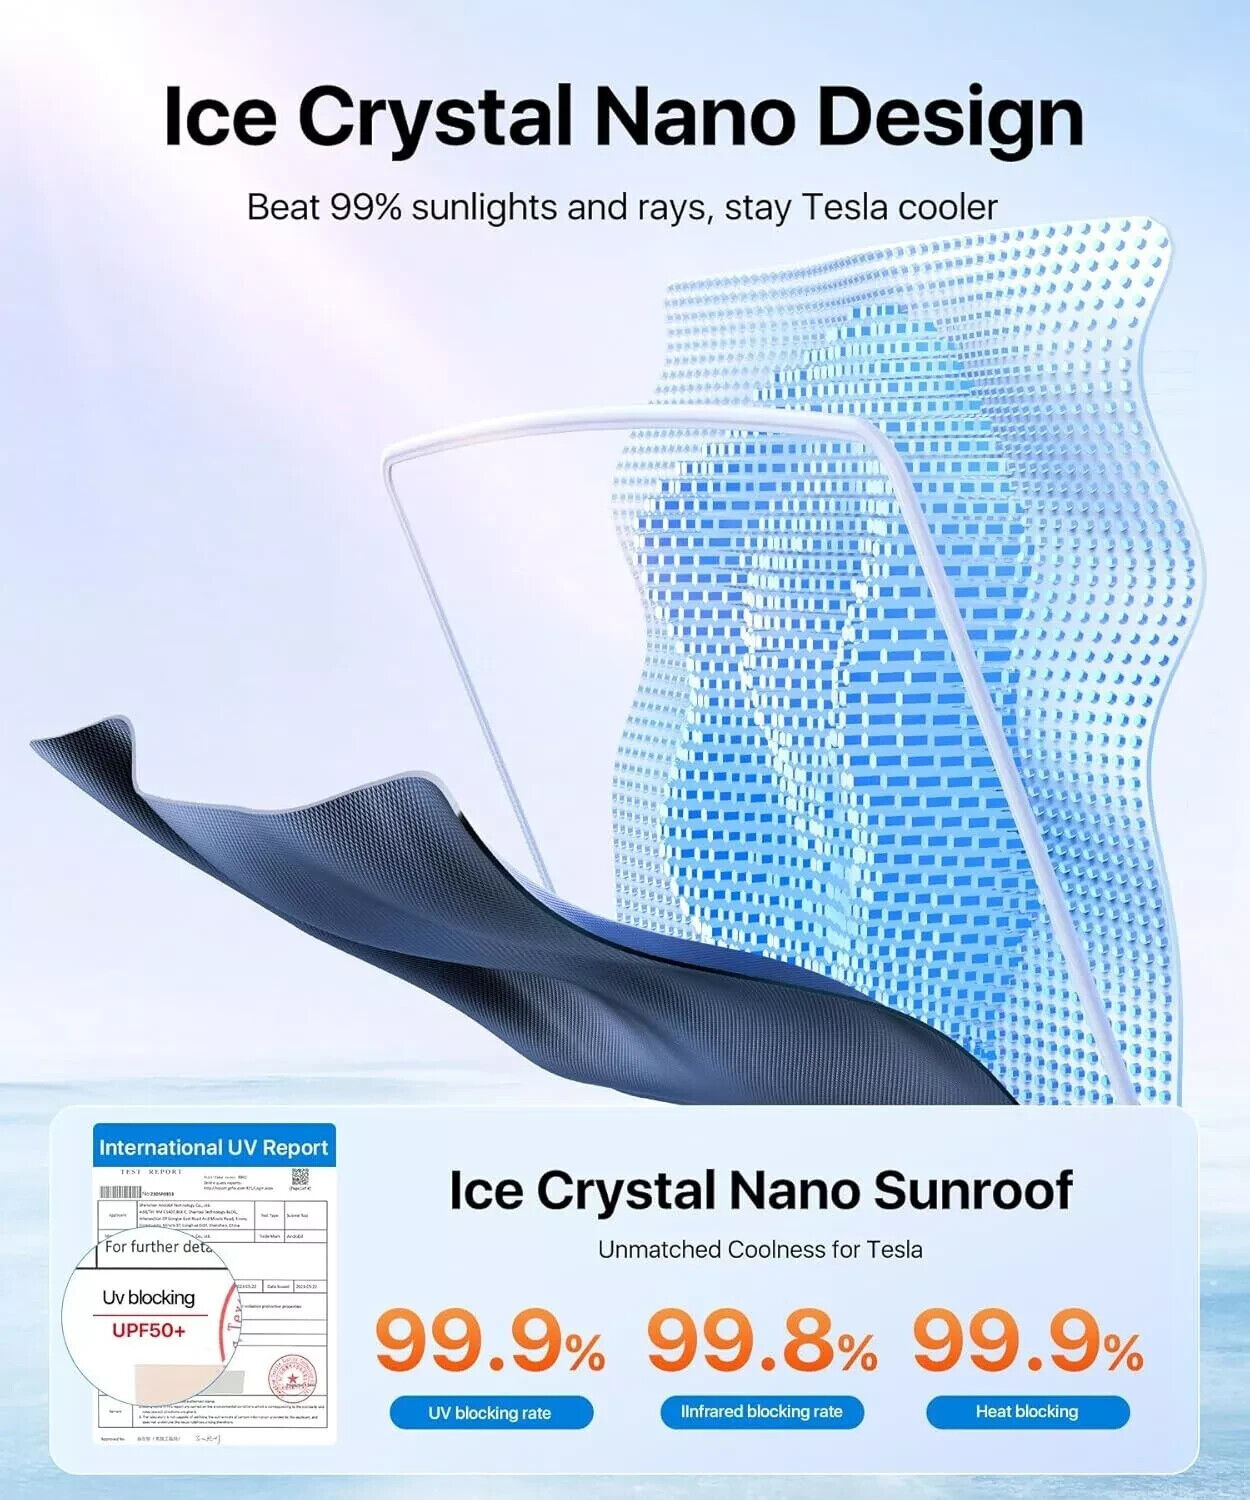 Ice Crystal Nano Design
Beat 99% sunlights and rays, stay Tesla cooler
International UV Report
TEST REPORT
For further deta
Uv blocking
UPF50+
Ice Crystal Nano Sunroof
Unmatched Coolness for Tesla
99.9% 99.8% 99.9%
UV blocking rate IInfrared blocking rate Heat blocking